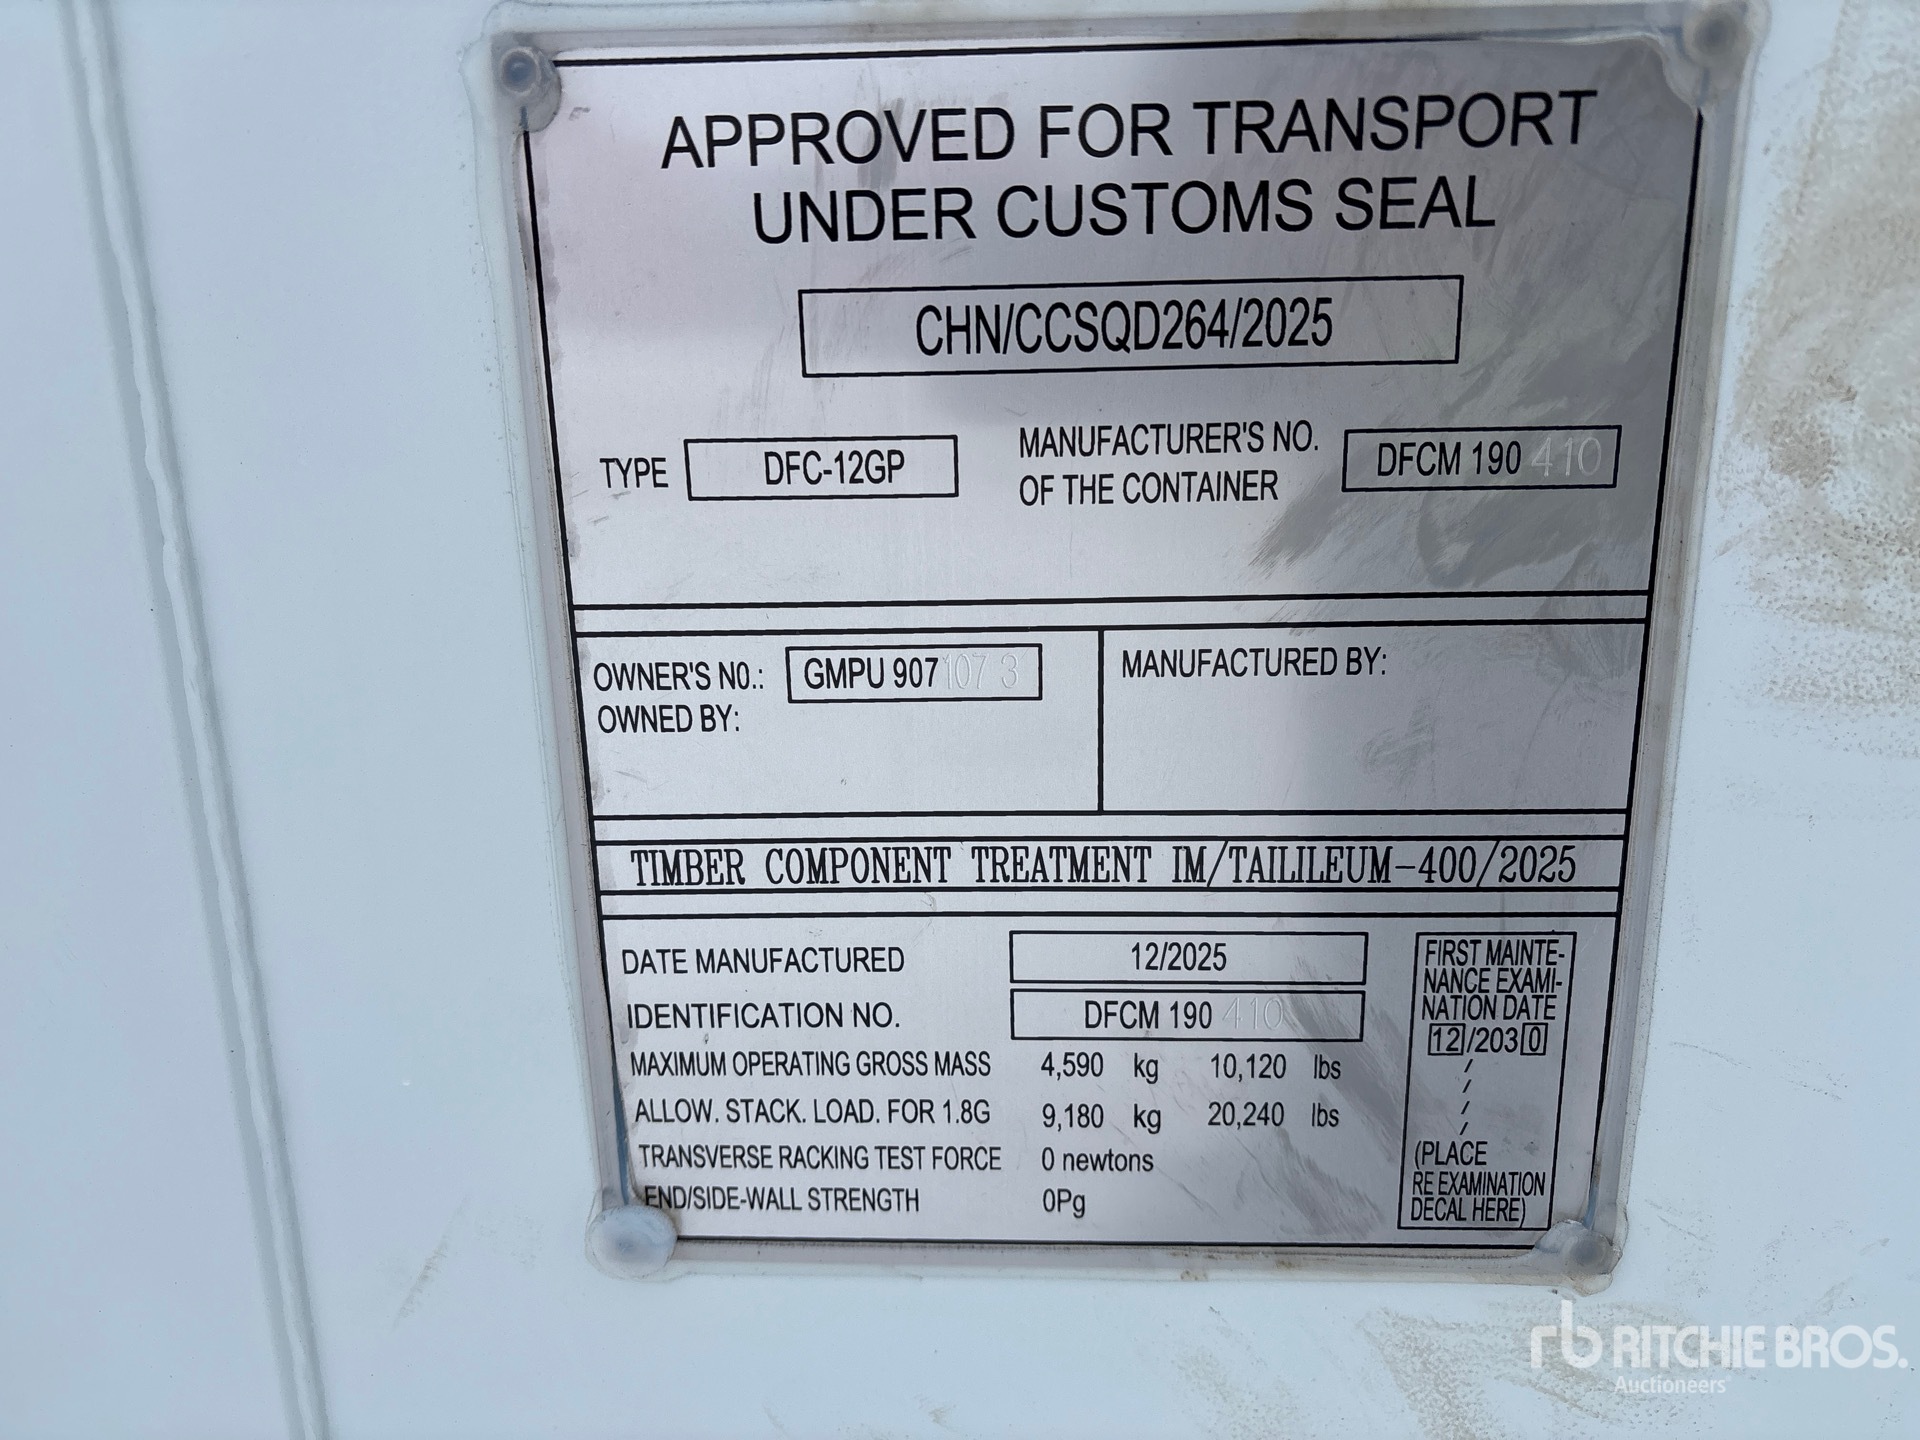 APPROVED FOR TRANSPORT
UNDER CUSTOMS SEAL
CHN/CCSQD264/2025
TYPE DFC-12GP MANUFACTURER'S NO. OF THE CONTAINER DFCM 190 410
OWNER'S NO.: GMPU 907 107 3
OWNED BY:
MANUFACTURED BY:
TIMBER COMPONENT TREATMENT IM/TAILILEUM-400/2025
DATE MANUFACTURED 12/2025
IDENTIFICATION NO. DFCM 190 410
MAXIMUM OPERATING GROSS MASS 4,590 kg 10,120 lbs
ALLOW. STACK. LOAD. FOR 1.8G 9,180 kg 20,240 lbs
TRANSVERSE RACKING TEST FORCE 0 newtons
END/SIDE-WALL STRENGTH 0Pg
FIRST MAINTE-
NANCE EXAMI-
NATION DATE
12/2030
/
/
/
(PLACE
RE EXAMINATION
DECAL HERE)
rb RITCHIE BROS.
Auctioneers